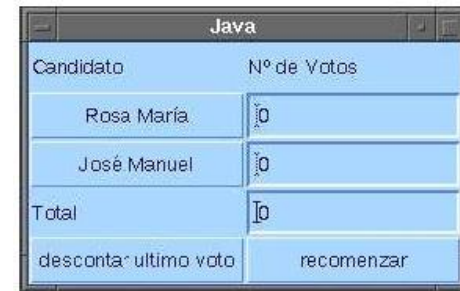 Java
Candidato Nº de Votos
Rosa María 0
José Manuel 0
Total 0
descontar ultimo voto recomenzar